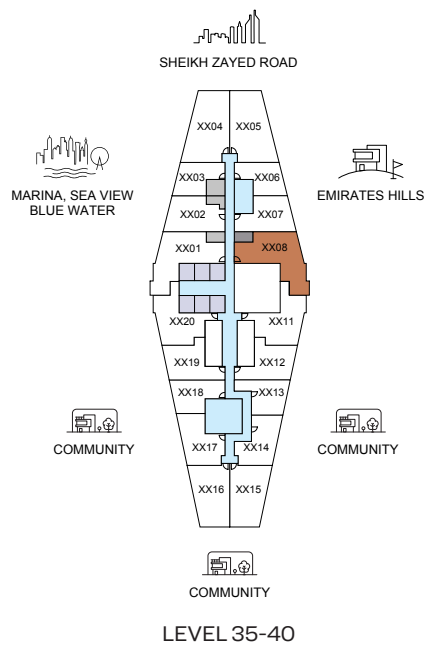 SHEIKH ZAYED ROAD
XX04
XX05
MARINA, SEA VIEW
BLUE WATER
EMIRATES HILLS
XX03
XX06
XX02
XX07
XX01
XX08
XX20
XX11
XX19
XX12
XX18
XX13
COMMUNITY
COMMUNITY
XX17
XX14
XX16
XX15
COMMUNITY
LEVEL 35-40